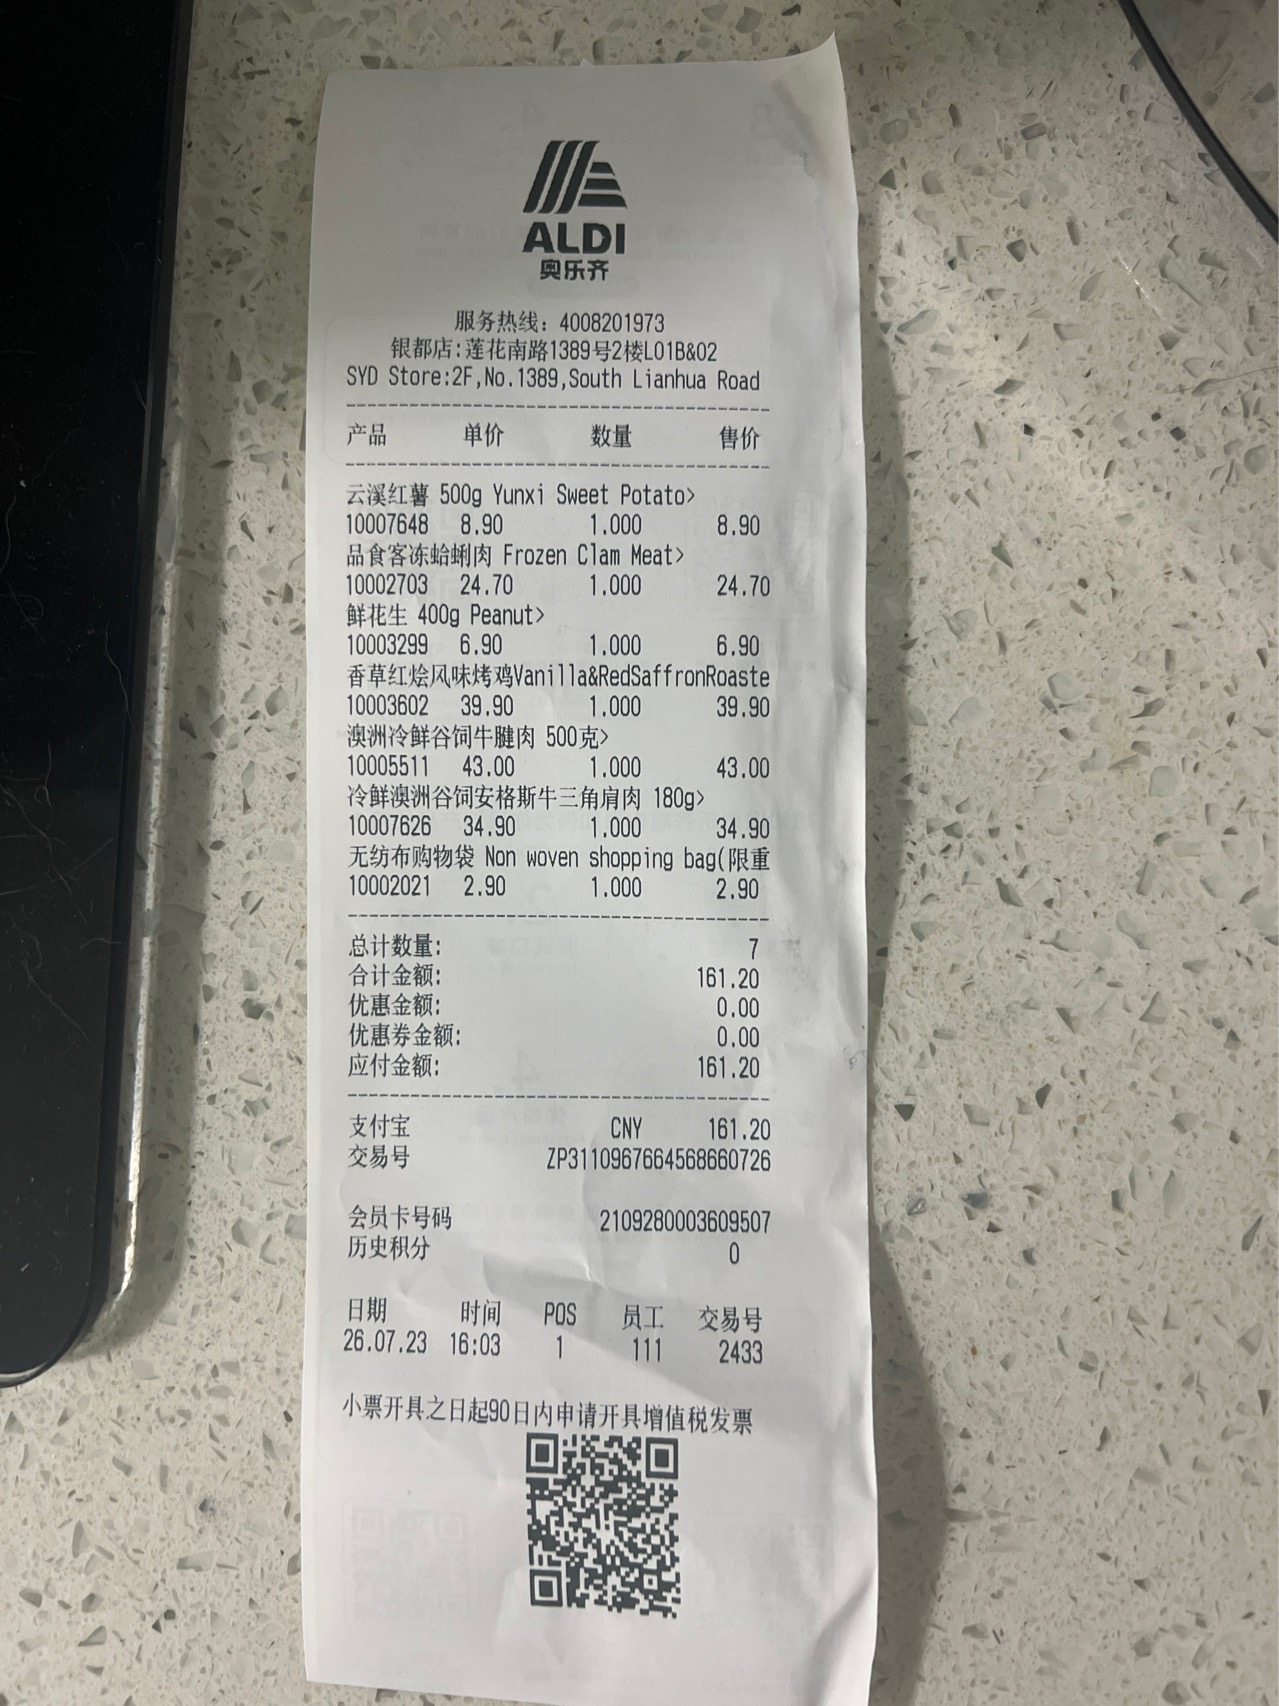 ALDI
奥乐齐
服务热线: 4008201973
银都店:莲花南路1389号2楼L01B&02
SYD Store:2F,No.1389,South Lianhua Road
产品 单价 数量 售价
云溪红薯 500g Yunxi Sweet Potato>
10007648 8.90 1.000 8.90
品食客冻蛤蜊肉 Frozen Clam Meat>
10002703 24.70 1.000 24.70
鲜花生 400g Peanut>
10003299 6.90 1.000 6.90
香草红烩风味烤鸡Vanilla&RedSaffronRoaste
10003602 39.90 1.000 39.90
澳洲冷鲜谷饲牛腱肉 500克>
10005511 43.00 1.000 43.00
冷鲜澳洲谷饲安格斯牛三角肩肉 180g>
10007626 34.90 1.000 34.90
无纺布购物袋 Non woven shopping bag(限重
10002021 2.90 1.000 2.90
总计数量: 7
合计金额: 161.20
优惠金额: 0.00
优惠券金额: 0.00
应付金额: 161.20
支付宝 CNY 161.20
交易号 ZP3110967664568660726
会员卡号码 2109280003609507
历史积分 0
日期 时间 POS 员工 交易号
26.07.23 16:03 1 111 2433
小票开具之日起90日内申请开具增值税发票